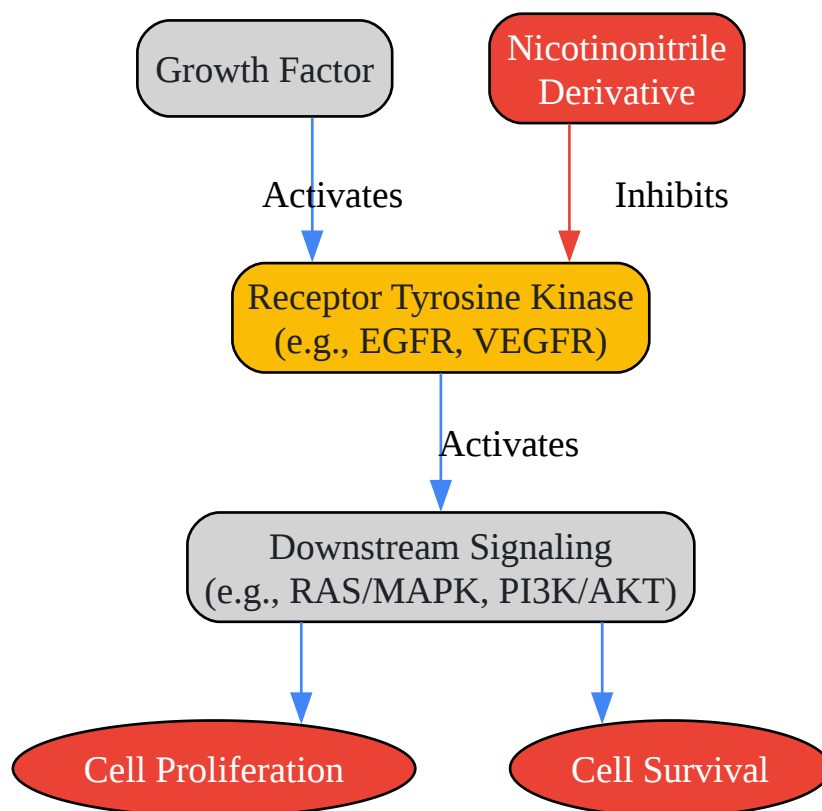 Growth Factor
Nicotinonitrile
Derivative
Activates
Inhibits
Receptor Tyrosine Kinase
(e.g., EGFR, VEGFR)
Activates
Downstream Signaling
(e.g., RAS/MAPK, PI3K/AKT)
Cell Proliferation
Cell Survival